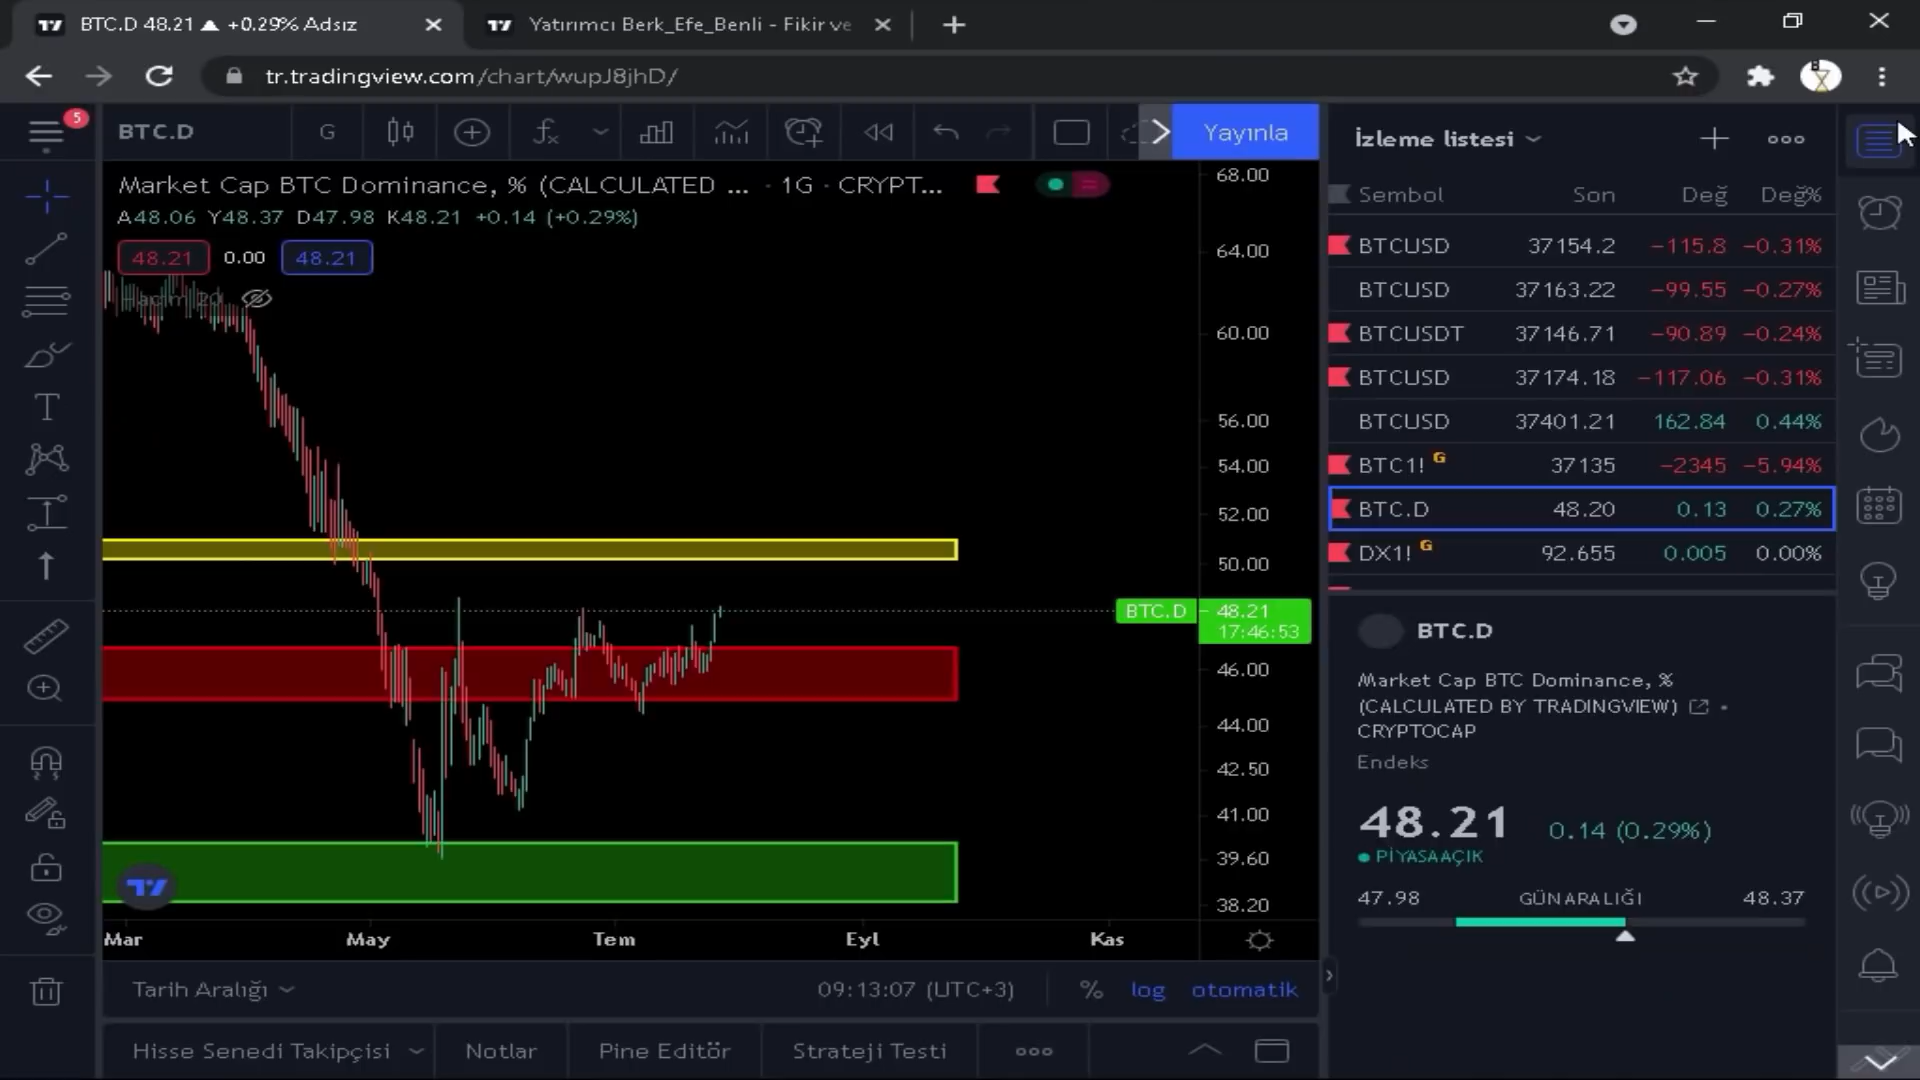 BTC.D 48.21 ▲ +0.29% Adsız
Yatırımcı Berk_Efe_Benli - Fikir ve
tr.tradingview.com/chart/wupJ8jhD/
5
BTC.D
G
Yayınla
Market Cap BTC Dominance, % (CALCULATED ... · 1G · CRYPT...
A48.06 Y48.37 D47.98 K48.21 +0.14 (+0.29%)
48.21 0.00 48.21
Hacim 20
68.00
64.00
60.00
56.00
54.00
52.00
50.00
BTC.D 48.21
17:46:53
46.00
44.00
42.50
41.00
39.60
38.20
Mar May Tem Eyl Kas
Tarih Aralığı
09:13:07 (UTC+3)
% log otomatik
Hisse Senedi Takipçisi
Notlar
Pine Editör
Strateji Testi
İzleme listesi
Sembol Son Değ Değ%
BTCUSD 37154.2 −115.8 −0.31%
BTCUSD 37163.22 −99.55 −0.27%
BTCUSDT 37146.71 −90.89 −0.24%
BTCUSD 37174.18 −117.06 −0.31%
BTCUSD 37401.21 162.84 0.44%
BTC1! G 37135 −2345 −5.94%
BTC.D 48.20 0.13 0.27%
DX1! G 92.655 0.005 0.00%
BTC.D
Market Cap BTC Dominance, %
(CALCULATED BY TRADINGVIEW) •
CRYPTOCAP
Endeks
48.21 0.14 (0.29%)
● PİYASA AÇIK
47.98 GÜN ARALIĞI 48.37